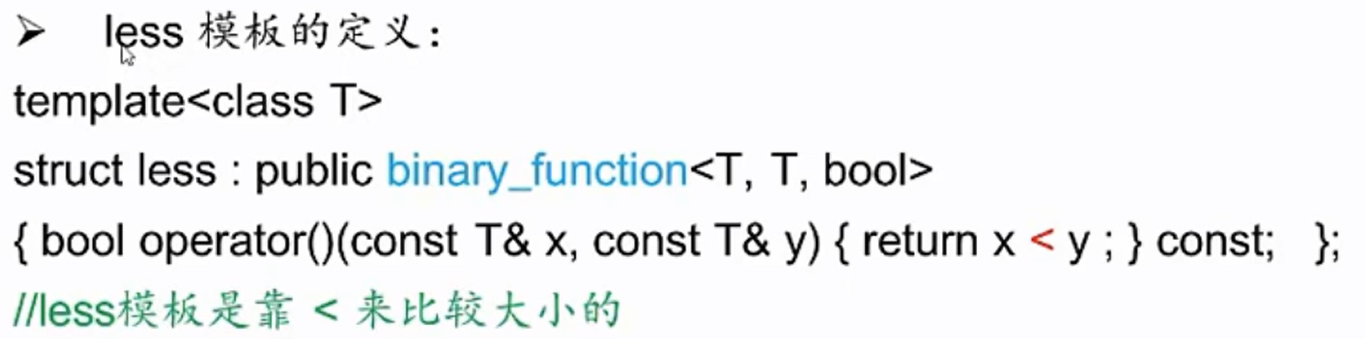 ➢ less 模板的定义：
template<class T>
struct less : public binary_function<T, T, bool>
{ bool operator()(const T& x, const T& y) { return x < y ; } const; };
//less模板是靠 < 来比较大小的